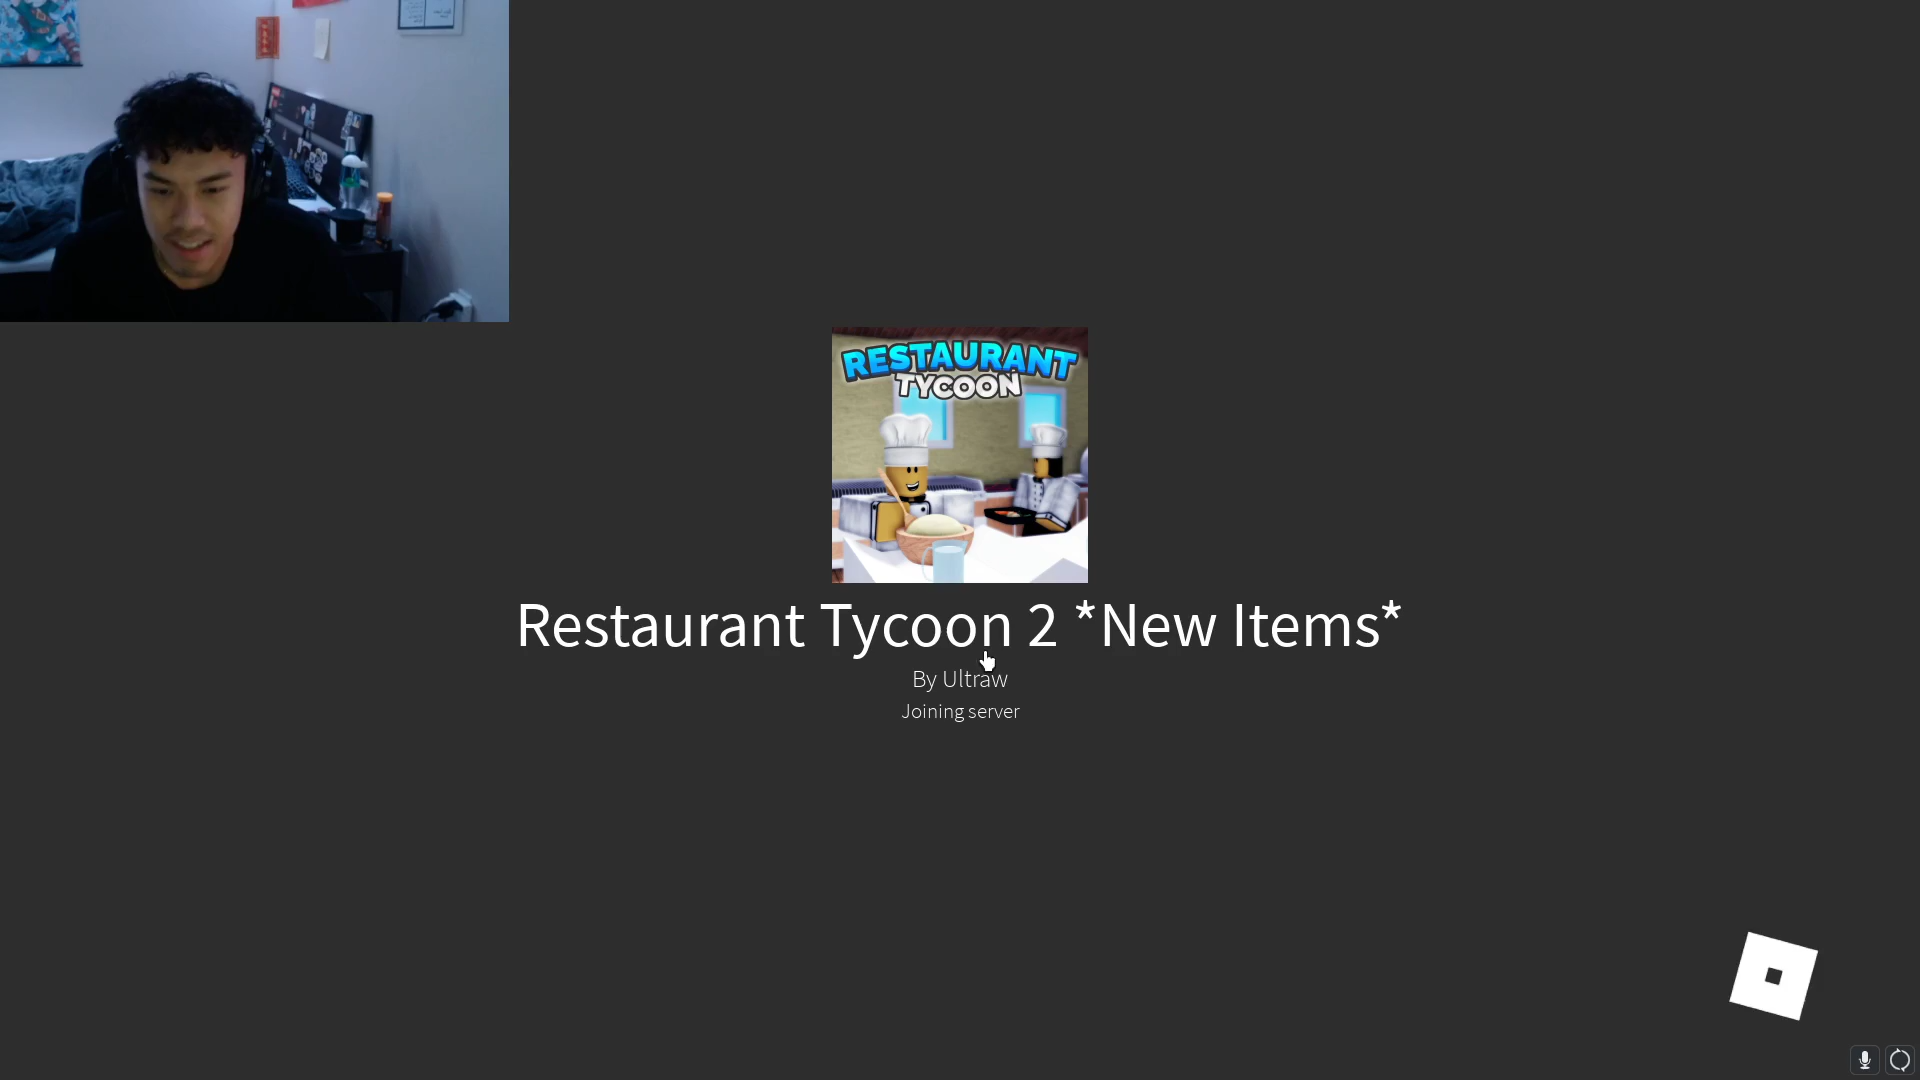 RESTAURANT
TYCOON
Restaurant Tycoon 2 *New Items*
By Ultraw
Joining server